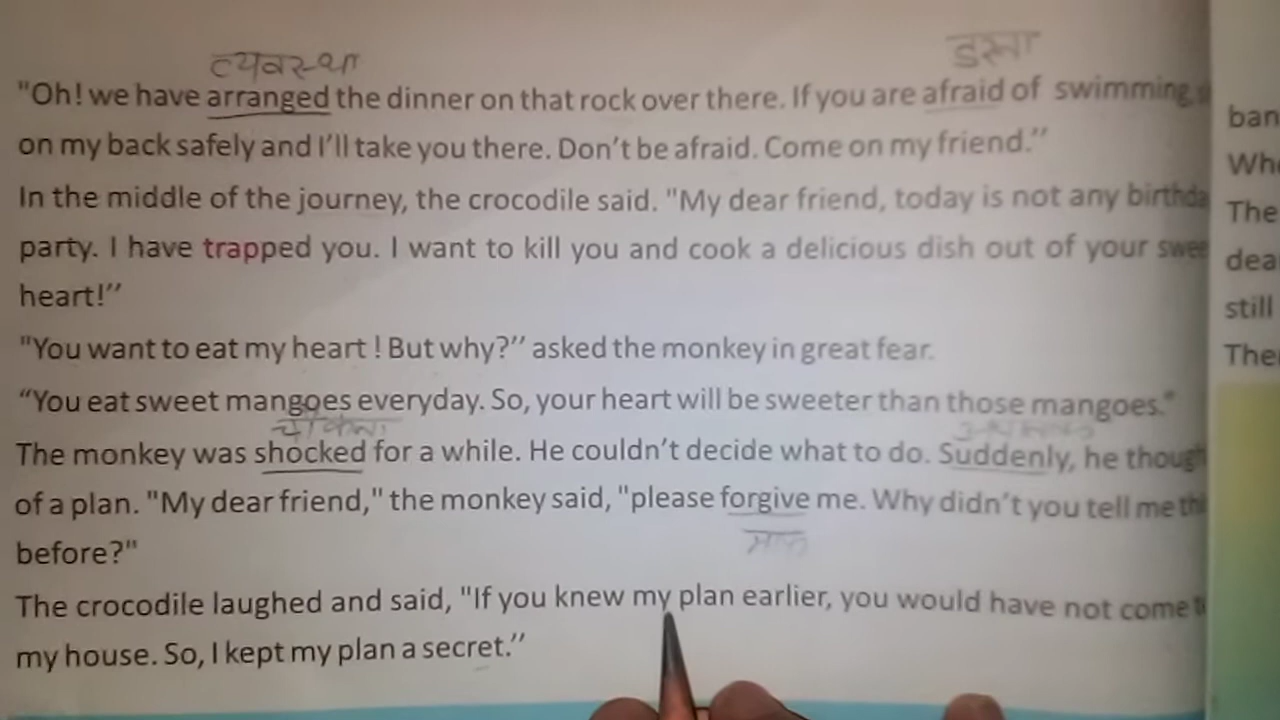 व्यवस्था डरना
"Oh! we have arranged the dinner on that rock over there. If you are afraid of swimming,
on my back safely and I'll take you there. Don't be afraid. Come on my friend."
In the middle of the journey, the crocodile said. "My dear friend, today is not any birthda
party. I have trapped you. I want to kill you and cook a delicious dish out of your swee
heart!"
"You want to eat my heart ! But why?" asked the monkey in great fear.
"You eat sweet mangoes everyday. So, your heart will be sweeter than those mangoes."
The monkey was shocked for a while. He couldn't decide what to do. Suddenly, he though
of a plan. "My dear friend," the monkey said, "please forgive me. Why didn't you tell me thi
माफ
before?"
The crocodile laughed and said, "If you knew my plan earlier, you would have not come t
my house. So, I kept my plan a secret."
ban
Whe
The
dea
still
The